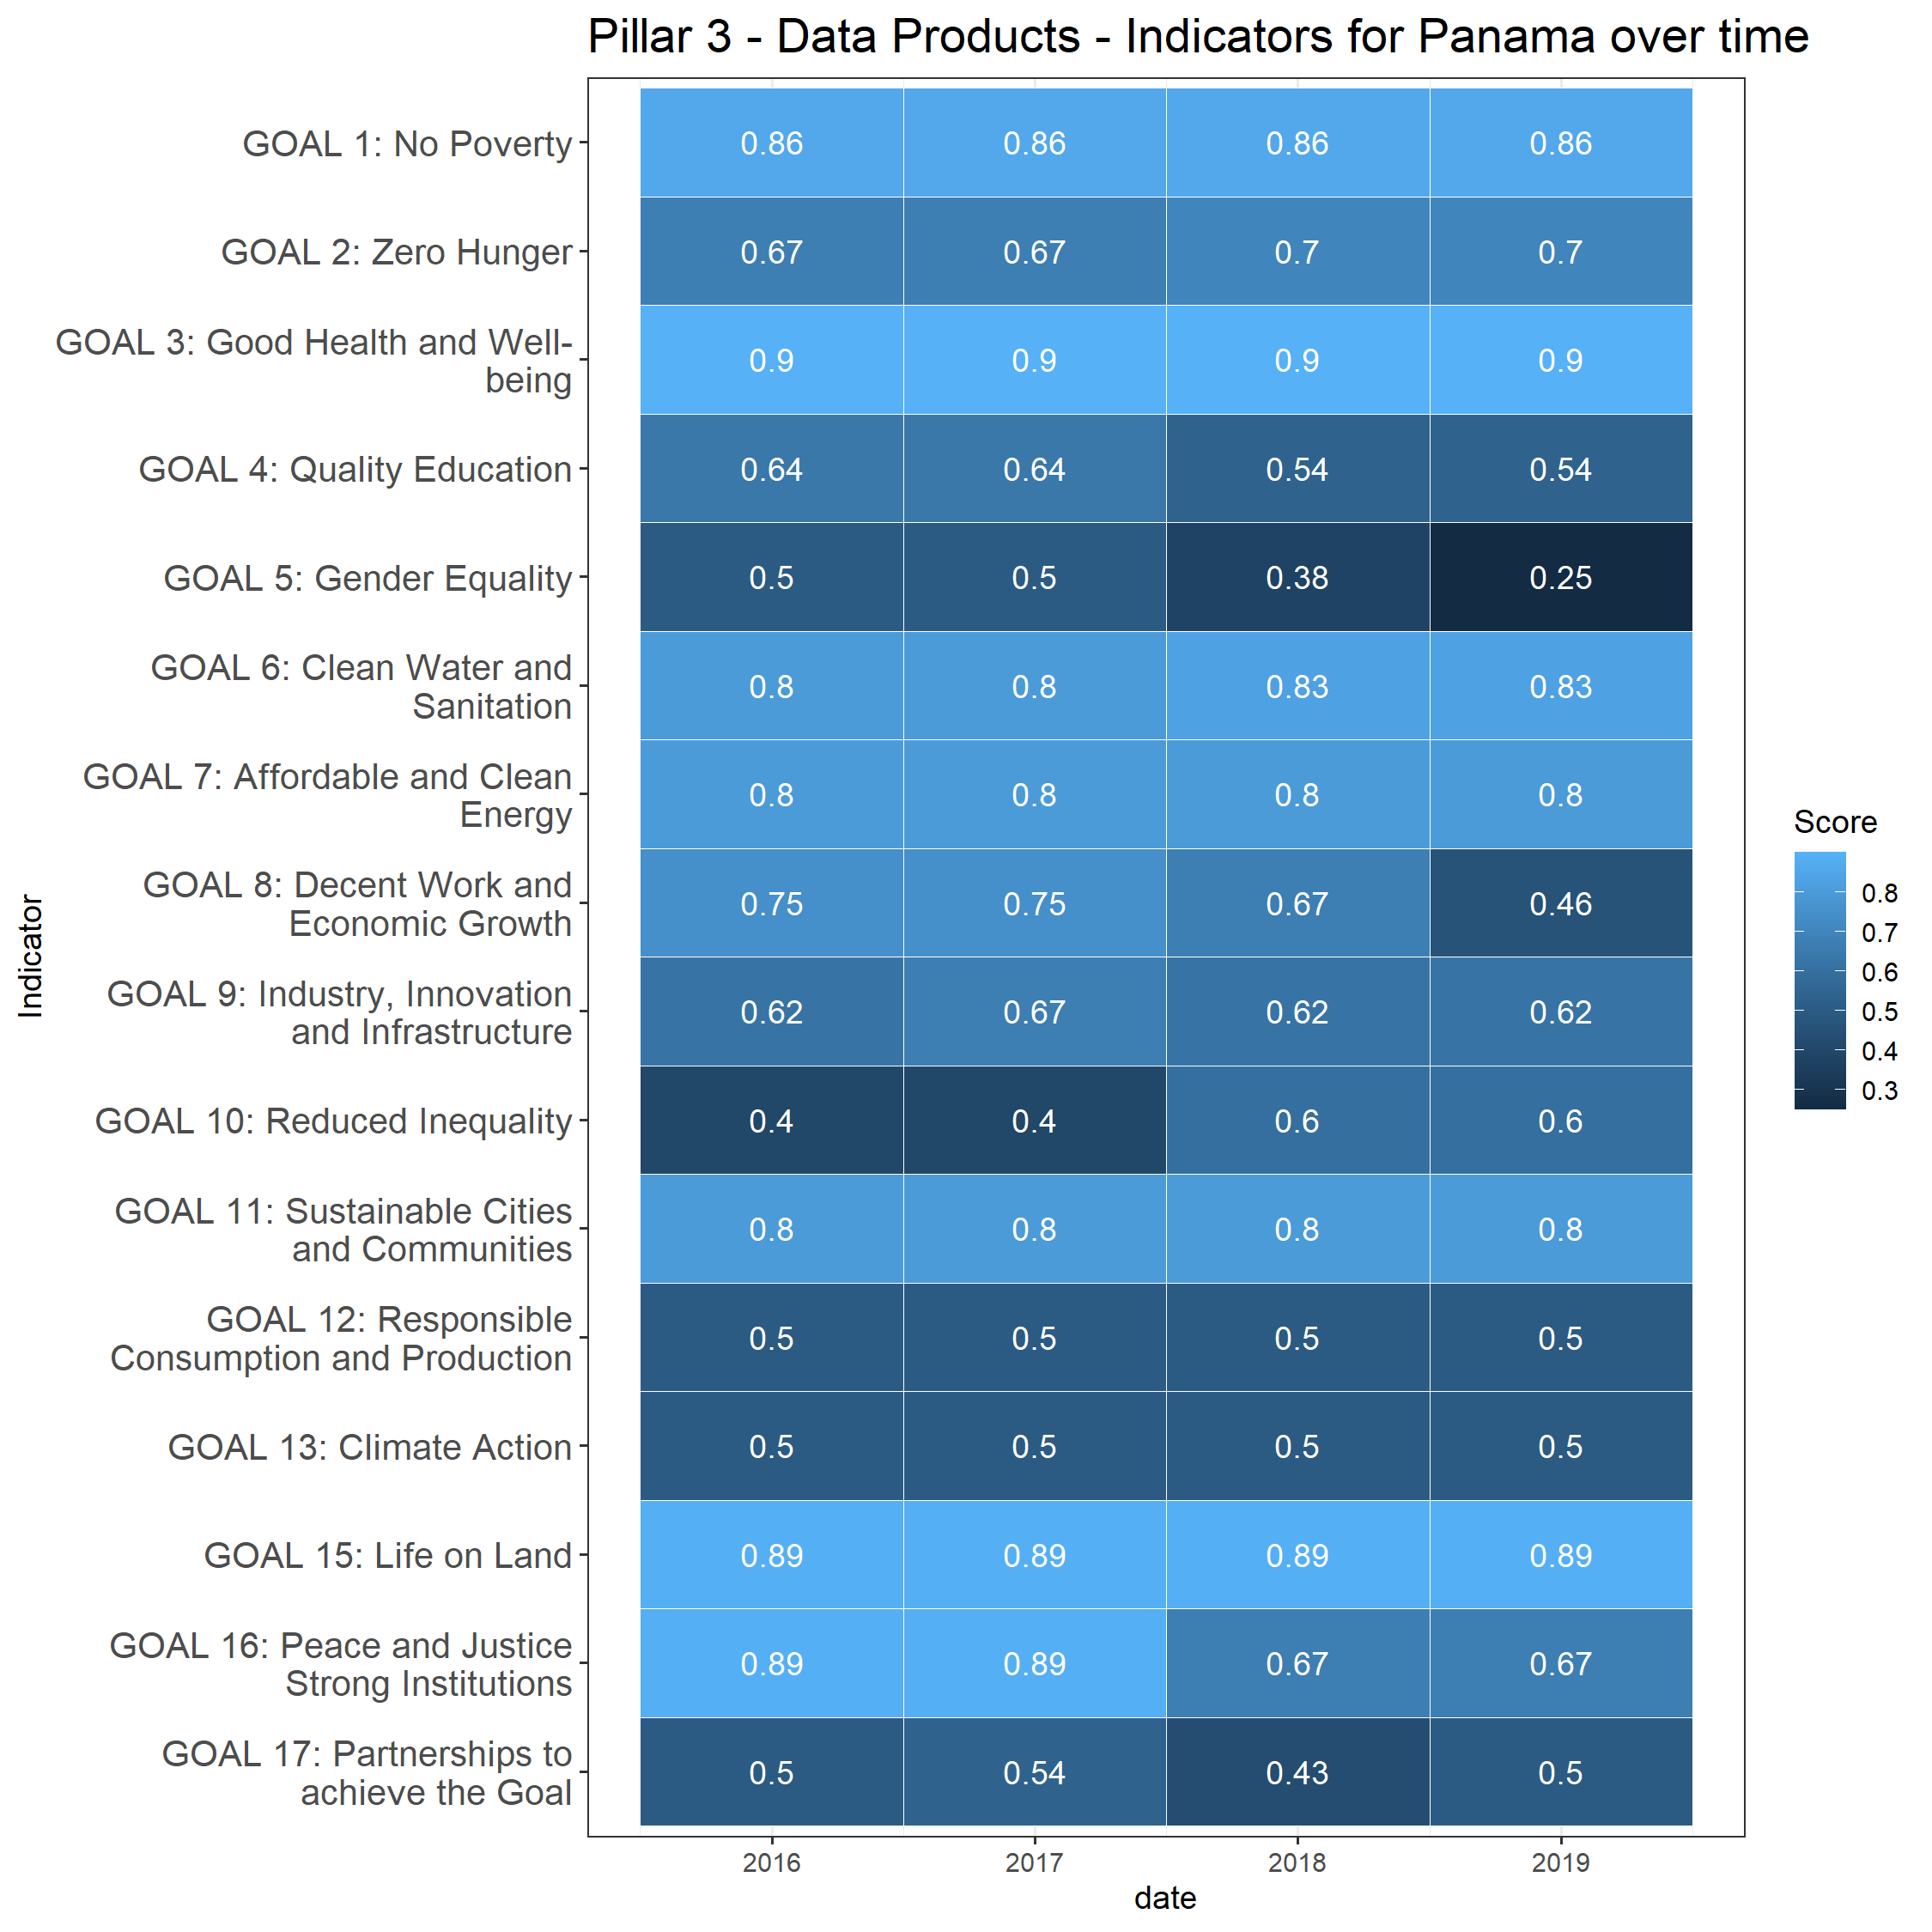 Pillar 3 - Data Products - Indicators for Panama over time
GOAL 1: No Poverty 0.86 0.86 0.86 0.86
GOAL 2: Zero Hunger 0.67 0.67 0.7 0.7
GOAL 3: Good Health and Well-
being 0.9 0.9 0.9 0.9
GOAL 4: Quality Education 0.64 0.64 0.54 0.54
GOAL 5: Gender Equality 0.5 0.5 0.38 0.25
GOAL 6: Clean Water and
Sanitation 0.8 0.8 0.83 0.83
GOAL 7: Affordable and Clean
Energy 0.8 0.8 0.8 0.8
GOAL 8: Decent Work and
Economic Growth 0.75 0.75 0.67 0.46
GOAL 9: Industry, Innovation
and Infrastructure 0.62 0.67 0.62 0.62
GOAL 10: Reduced Inequality 0.4 0.4 0.6 0.6
GOAL 11: Sustainable Cities
and Communities 0.8 0.8 0.8 0.8
GOAL 12: Responsible
Consumption and Production 0.5 0.5 0.5 0.5
GOAL 13: Climate Action 0.5 0.5 0.5 0.5
GOAL 15: Life on Land 0.89 0.89 0.89 0.89
GOAL 16: Peace and Justice
Strong Institutions 0.89 0.89 0.67 0.67
GOAL 17: Partnerships to
achieve the Goal 0.5 0.54 0.43 0.5
2016 2017 2018 2019
date
Indicator
Score
0.8
0.7
0.6
0.5
0.4
0.3